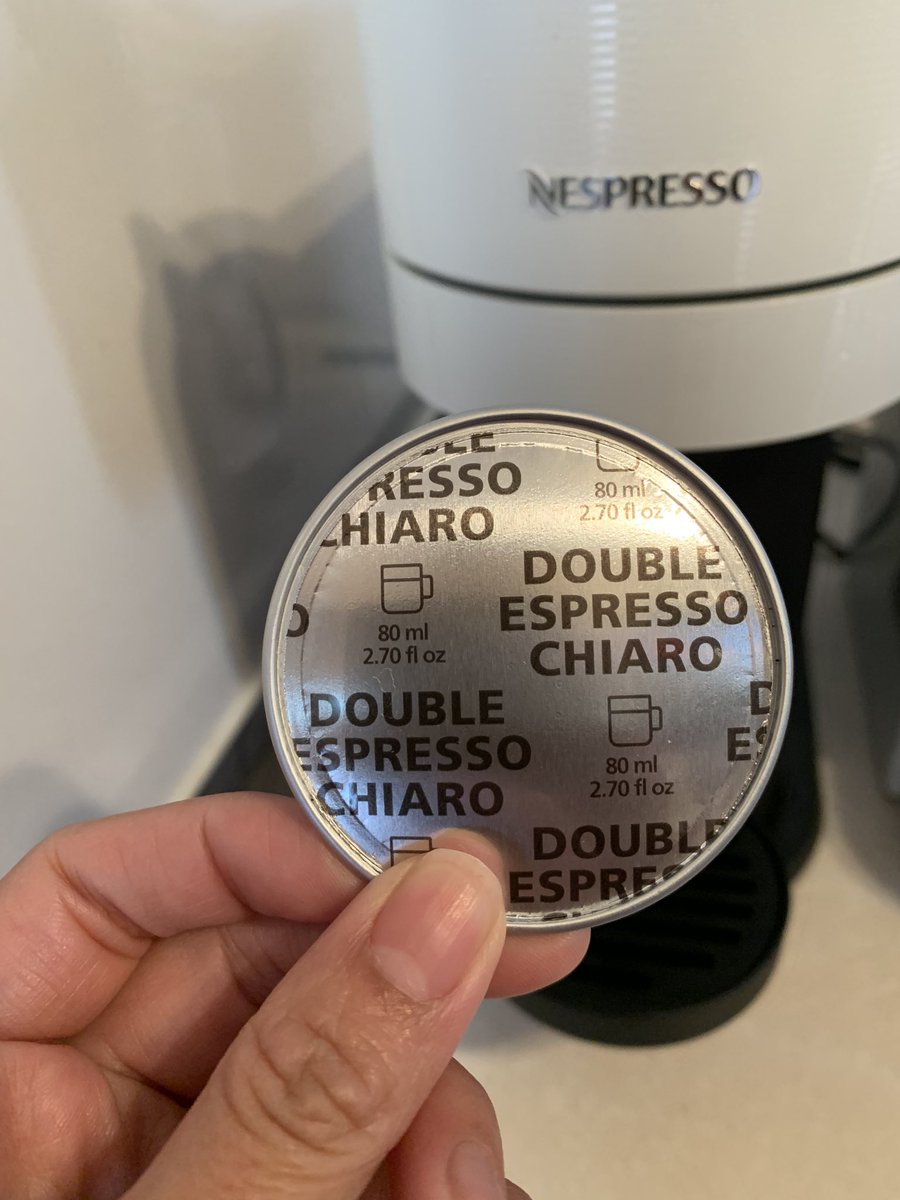 NESPRESSO
RESSO
CHIARO
80 ml
2.70 fl oz
DOUBLE
ESPRESSO
CHIARO
80 ml
2.70 fl oz
DOUBLE
ESPRESSO
CHIARO
80 ml
2.70 fl oz
DOUBLE
ESPRES